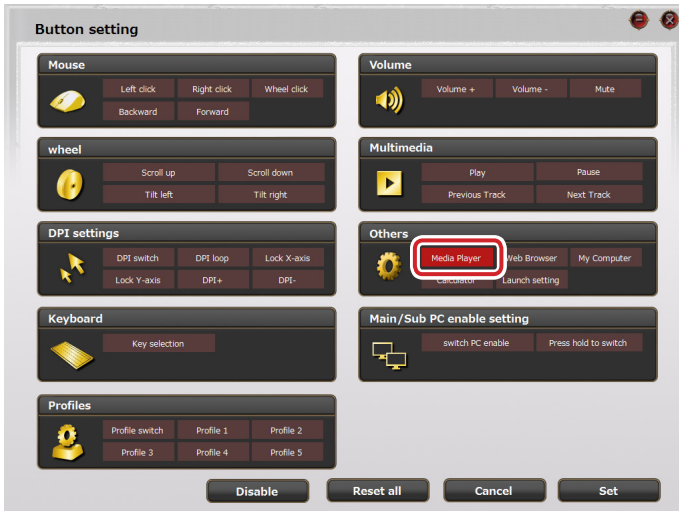 Button setting
Mouse
Left click Right click Wheel click
Backward Forward
Volume
Volume + Volume - Mute
wheel
Scroll up Scroll down
Tilt left Tilt right
Multimedia
Play Pause
Previous Track Next Track
DPI settings
DPI switch DPI loop Lock X-axis
Lock Y-axis DPI+ DPI-
Others
Media Player Web Browser My Computer
Calculator Launch setting
Keyboard
Key selection
Main/Sub PC enable setting
switch PC enable Press hold to switch
Profiles
Profile switch Profile 1 Profile 2
Profile 3 Profile 4 Profile 5
Disable Reset all Cancel Set